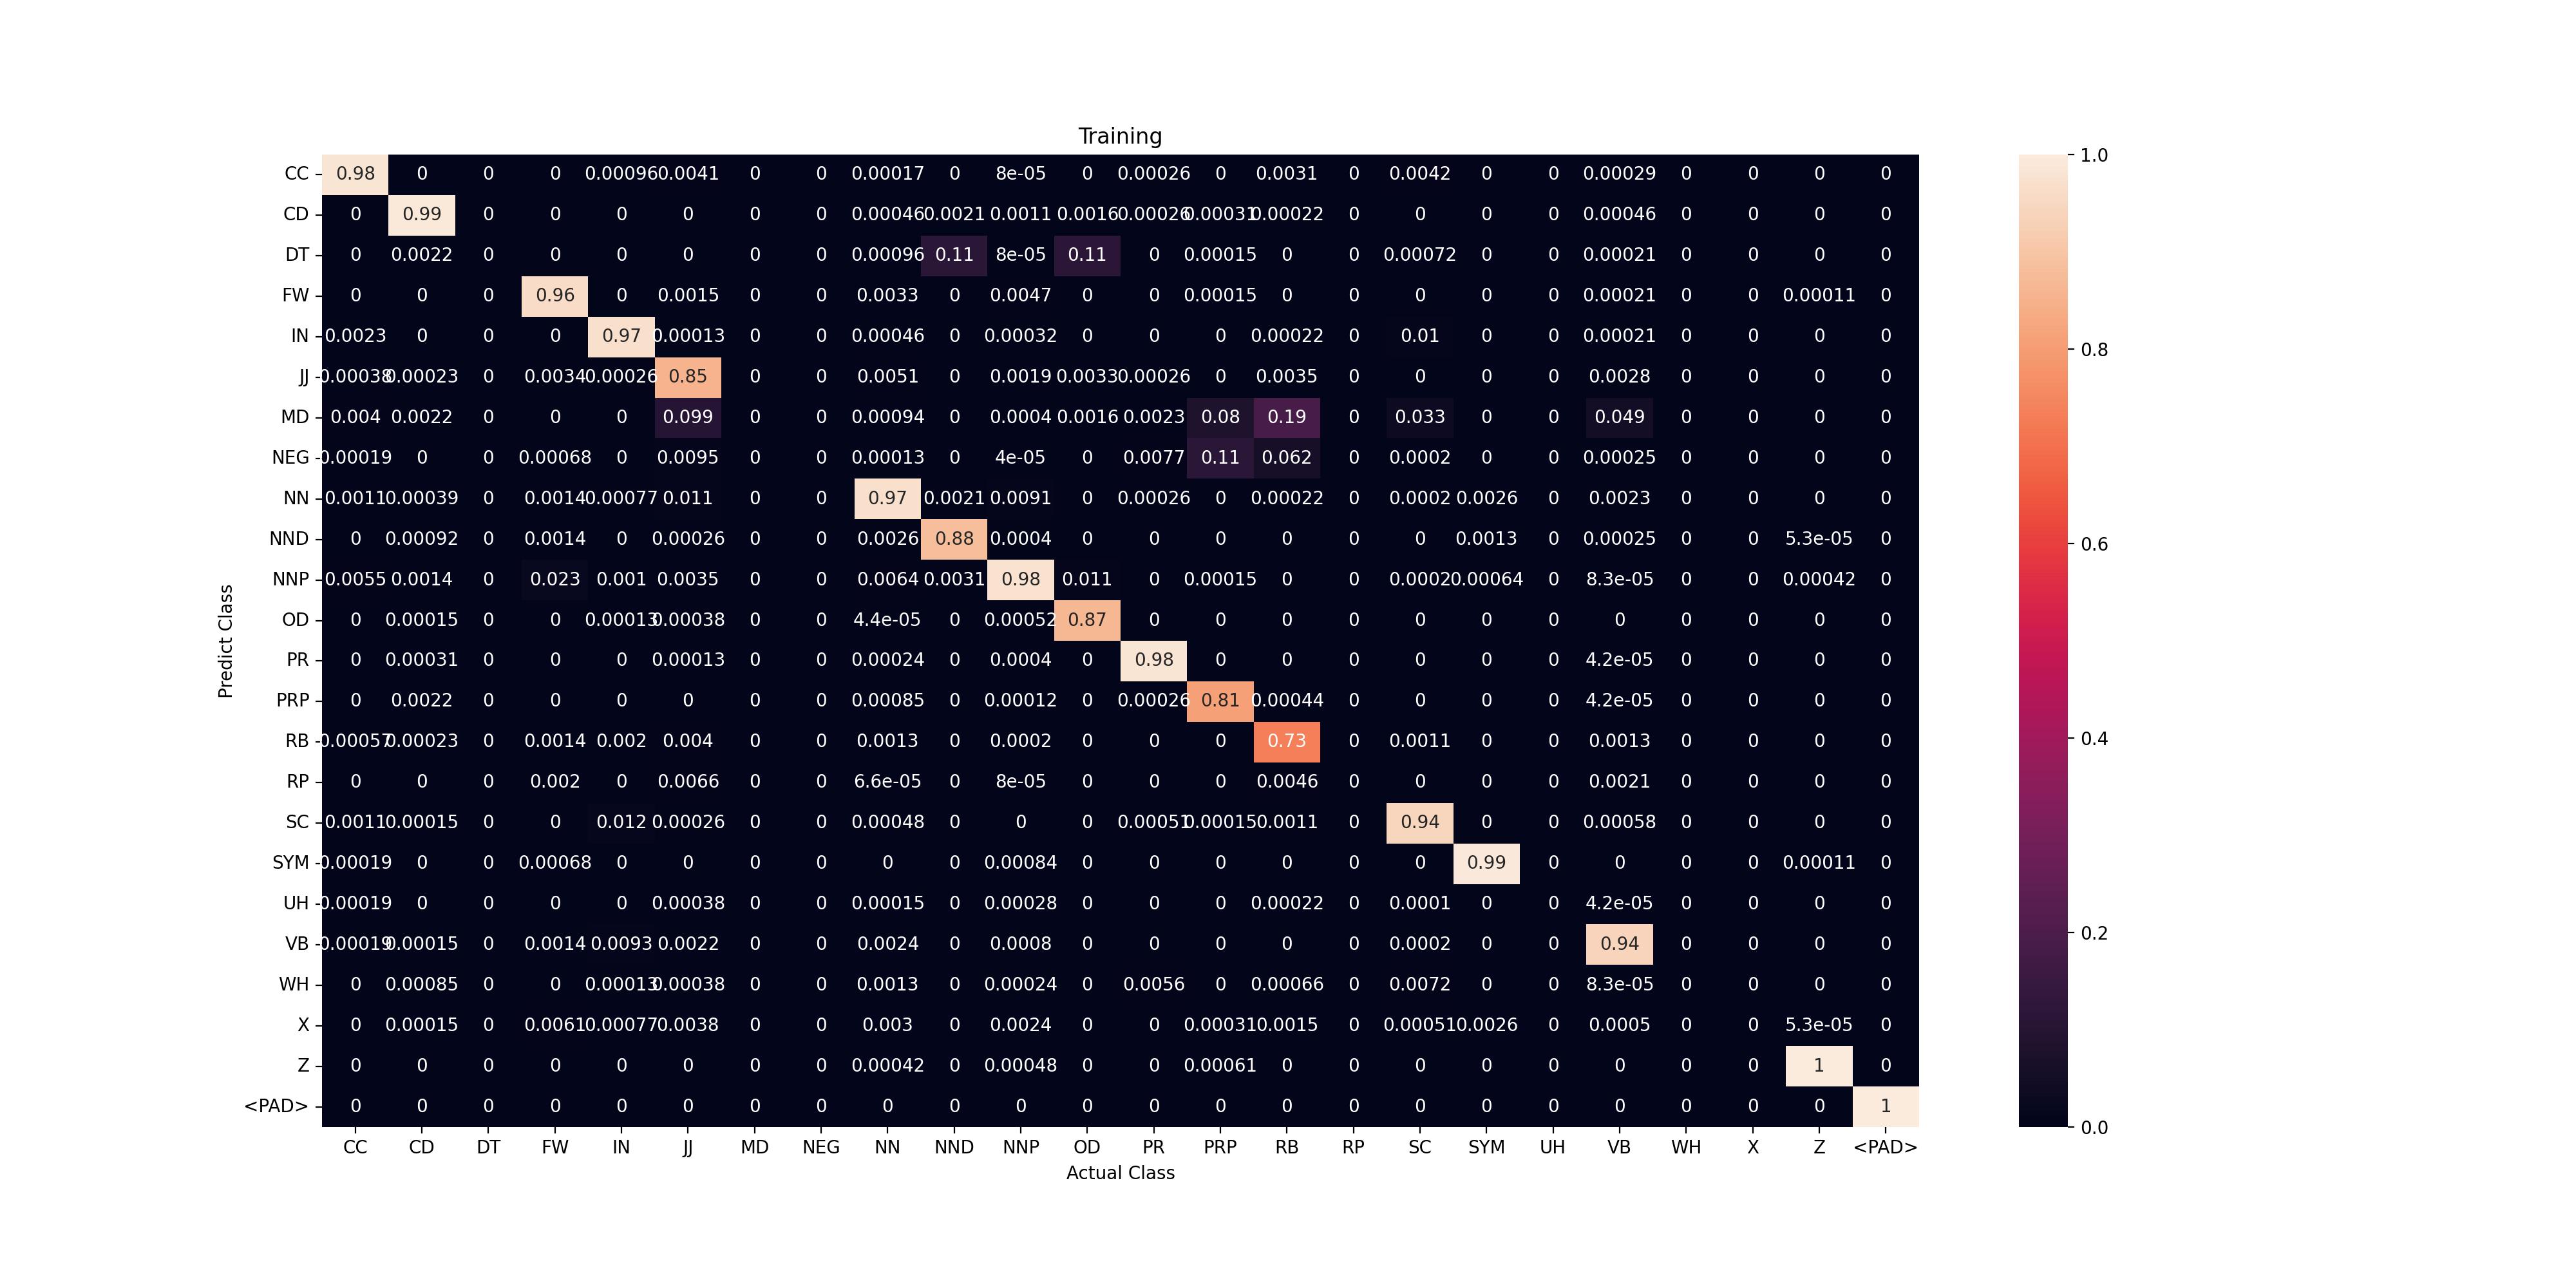 Training
1.0
CC 0.98 0 0 0 0.00096 0.0041 0 0 0.00017 0 8e-05 0 0.00026 0 0.0031 0 0.0042 0 0 0.00029 0 0 0 0
CD 0 0.99 0 0 0 0 0 0 0.00046 0.0021 0.0011 0.0016 0.00026 0.00031 0.00022 0 0 0 0 0.00046 0 0 0 0
DT 0 0.0022 0 0 0 0 0 0 0.00096 0.11 8e-05 0.11 0 0.00015 0 0 0.00072 0 0 0.00021 0 0 0 0
FW 0 0 0 0.96 0 0.0015 0 0 0.0033 0 0.0047 0 0 0.00015 0 0 0 0 0 0.00021 0 0 0.00011 0
IN 0.0023 0 0 0 0.97 0.00013 0 0 0.00046 0 0.00032 0 0 0 0.00022 0 0.01 0 0 0.00021 0 0 0 0
0.8
JJ 0.00038 0.00023 0 0.0034 0.00026 0.85 0 0 0.0051 0 0.0019 0.0033 0.00026 0 0.0035 0 0 0 0 0.0028 0 0 0 0
MD 0.004 0.0022 0 0 0 0.099 0 0 0.00094 0 0.0004 0.0016 0.0023 0.08 0.19 0 0.033 0 0 0.049 0 0 0 0
NEG 0.00019 0 0 0.00068 0 0.0095 0 0 0.00013 0 4e-05 0 0.0077 0.11 0.062 0 0.0002 0 0 0.00025 0 0 0 0
NN 0.0011 0.00039 0 0.0014 0.00077 0.011 0 0 0.97 0.0021 0.0091 0 0.00026 0 0.00022 0 0.0002 0.0026 0 0.0023 0 0 0 0
NND 0 0.00092 0 0.0014 0 0.00026 0 0 0.0026 0.88 0.0004 0 0 0 0 0 0 0.0013 0 0.00025 0 0 5.3e-05 0
0.6
NNP 0.0055 0.0014 0 0.023 0.001 0.0035 0 0 0.0064 0.0031 0.98 0.011 0 0.00015 0 0 0.0002 0.00064 0 8.3e-05 0 0 0.00042 0
OD 0 0.00015 0 0 0.00013 0.00038 0 0 4.4e-05 0 0.00052 0.87 0 0 0 0 0 0 0 0 0 0 0 0
Predict Class
PR 0 0.00031 0 0 0 0.00013 0 0 0.00024 0 0.0004 0 0.98 0 0 0 0 0 0 4.2e-05 0 0 0 0
PRP 0 0.0022 0 0 0 0 0 0 0.00085 0 0.00012 0 0.00026 0.81 0.00044 0 0 0 0 4.2e-05 0 0 0 0
0.4
RB 0.00057 0.00023 0 0.0014 0.002 0.004 0 0 0.0013 0 0.0002 0 0 0 0.73 0 0.0011 0 0 0.0013 0 0 0 0
RP 0 0 0 0.002 0 0.0066 0 0 6.6e-05 0 8e-05 0 0 0 0.0046 0 0 0 0 0.0021 0 0 0 0
SC 0.0011 0.00015 0 0 0.012 0.00026 0 0 0.00048 0 0 0 0.00051 0.00015 0.0011 0 0.94 0 0 0.00058 0 0 0 0
SYM 0.00019 0 0 0.00068 0 0 0 0 0 0 0.00084 0 0 0 0 0 0 0.99 0 0 0 0 0.00011 0
UH 0.00019 0 0 0 0 0.00038 0 0 0.00015 0 0.00028 0 0 0 0.00022 0 0.0001 0 0 4.2e-05 0 0 0 0
0.2
VB 0.00019 0.00015 0 0.0014 0.0093 0.0022 0 0 0.0024 0 0.0008 0 0 0 0 0 0.0002 0 0 0.94 0 0 0 0
WH 0 0.00085 0 0 0.00013 0.00038 0 0 0.0013 0 0.00024 0 0.0056 0 0.00066 0 0.0072 0 0 8.3e-05 0 0 0 0
X 0 0.00015 0 0.0061 0.00077 0.0038 0 0 0.003 0 0.0024 0 0 0.00031 0.0015 0 0.00051 0.0026 0 0.0005 0 0 5.3e-05 0
Z 0 0 0 0 0 0 0 0 0.00042 0 0.00048 0 0 0.00061 0 0 0 0 0 0 0 0 1 0
<PAD> 0 0 0 0 0 0 0 0 0 0 0 0 0 0 0 0 0 0 0 0 0 0 0 1
0.0
CC CD DT FW IN JJ MD NEG NN NND NNP OD PR PRP RB RP SC SYM UH VB WH X Z <PAD>
Actual Class